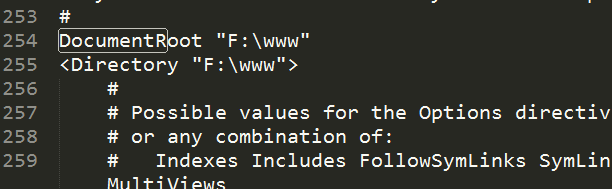 253 #
254 DocumentRoot "F:\www"
255 <Directory "F:\www">
256 #
257 # Possible values for the Options directiv
258 # or any combination of:
259 # Indexes Includes FollowSymLinks SymLin
MultiViews